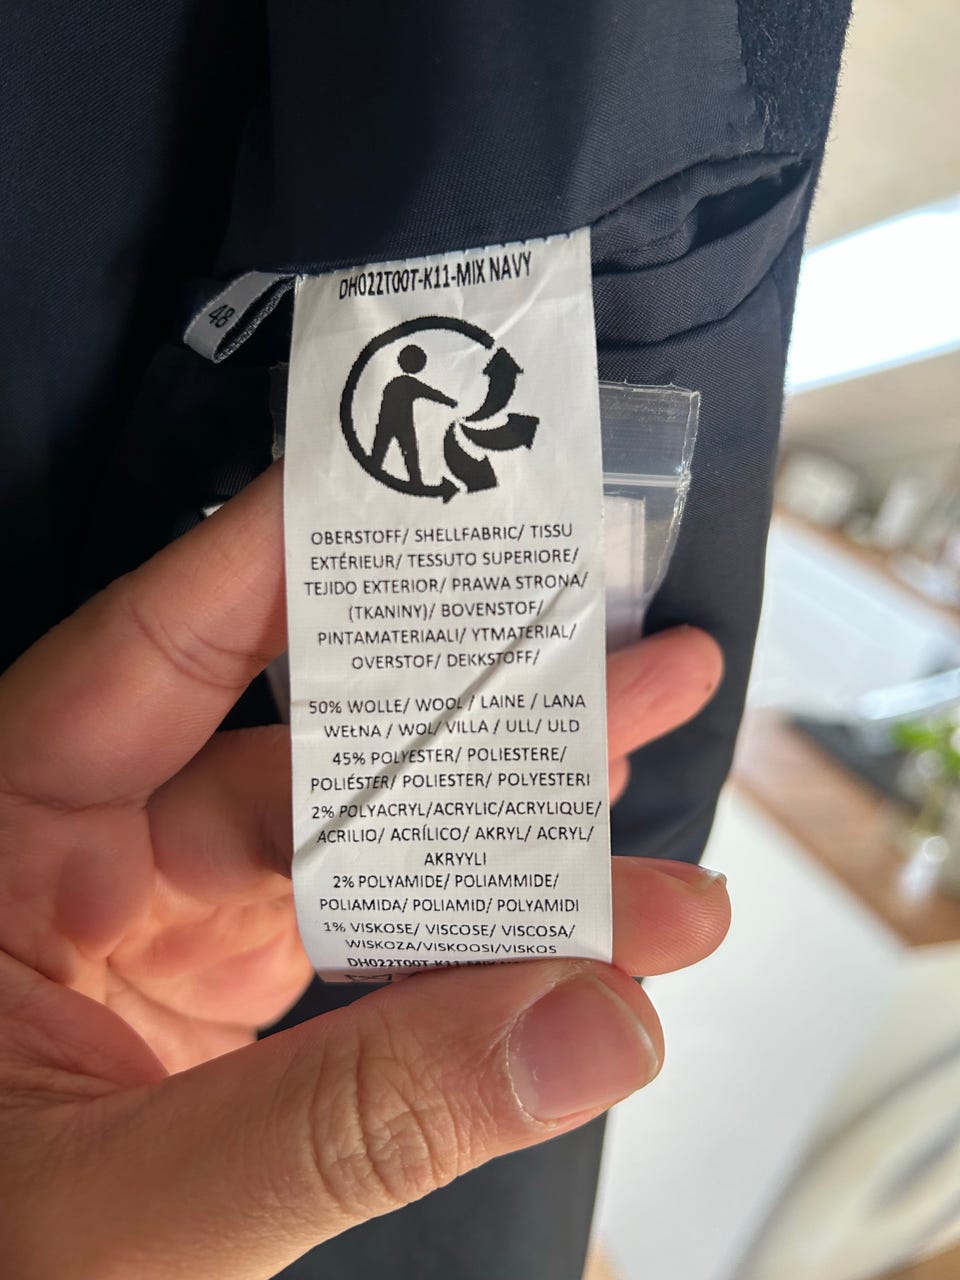 DH022T00T-K11-MIX NAVY
48
OBERSTOFF/ SHELLFABRIC/ TISSU
EXTÉRIEUR/ TESSUTO SUPERIORE/
TEJIDO EXTERIOR/ PRAWA STRONA/
(TKANINY)/ BOVENSTOF/
PINTAMATERIAALI/ YTMATERIAL/
OVERSTOF/ DEKKSTOFF/
50% WOLLE/ WOOL / LAINE / LANA
WEŁNA / WOL/ VILLA / ULL/ ULD
45% POLYESTER/ POLIESTERE/
POLIÉSTER/ POLIESTER/ POLYESTERI
2% POLYACRYL/ACRYLIC/ACRYLIQUE/
ACRILIO/ ACRÍLICO/ AKRYL/ ACRYL/
AKRYYLI
2% POLYAMIDE/ POLIAMMIDE/
POLIAMIDA/ POLIAMID/ POLYAMIDI
1% VISKOSE/ VISCOSE/ VISCOSA/
WISKOZA/VISKOOSI/VISKOS
DH022T00T-K11-MIX